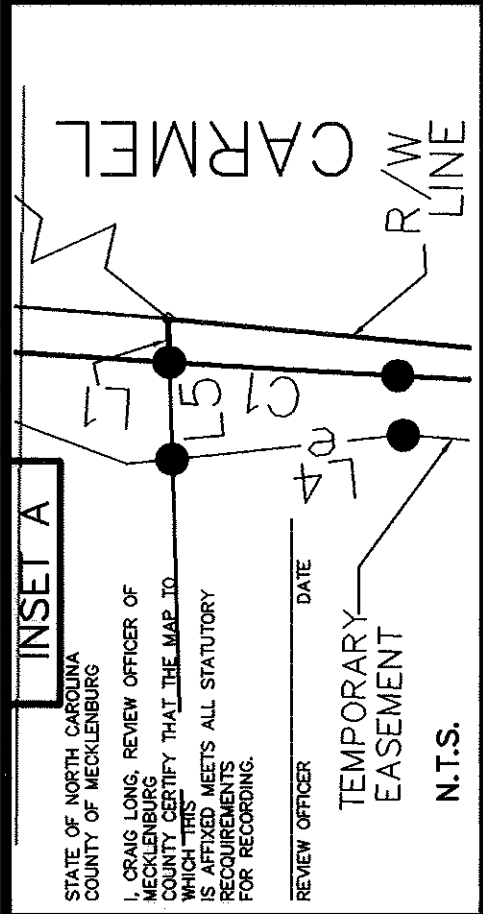 INSET A
STATE OF NORTH CAROLINA
COUNTY OF MECKLENBURG
I, CRAIG LONG, REVIEW OFFICER OF
MECKLENBURG
COUNTY CERTIFY THAT THE MAP TO
WHICH THIS
IS AFFIXED MEETS ALL STATUTORY
RECQUIREMENTS
FOR RECORDING.
REVIEW OFFICER DATE
CARMEL
R/W
LINE
L1
L5
C1
L4
e
TEMPORARY
EASEMENT
N.T.S.